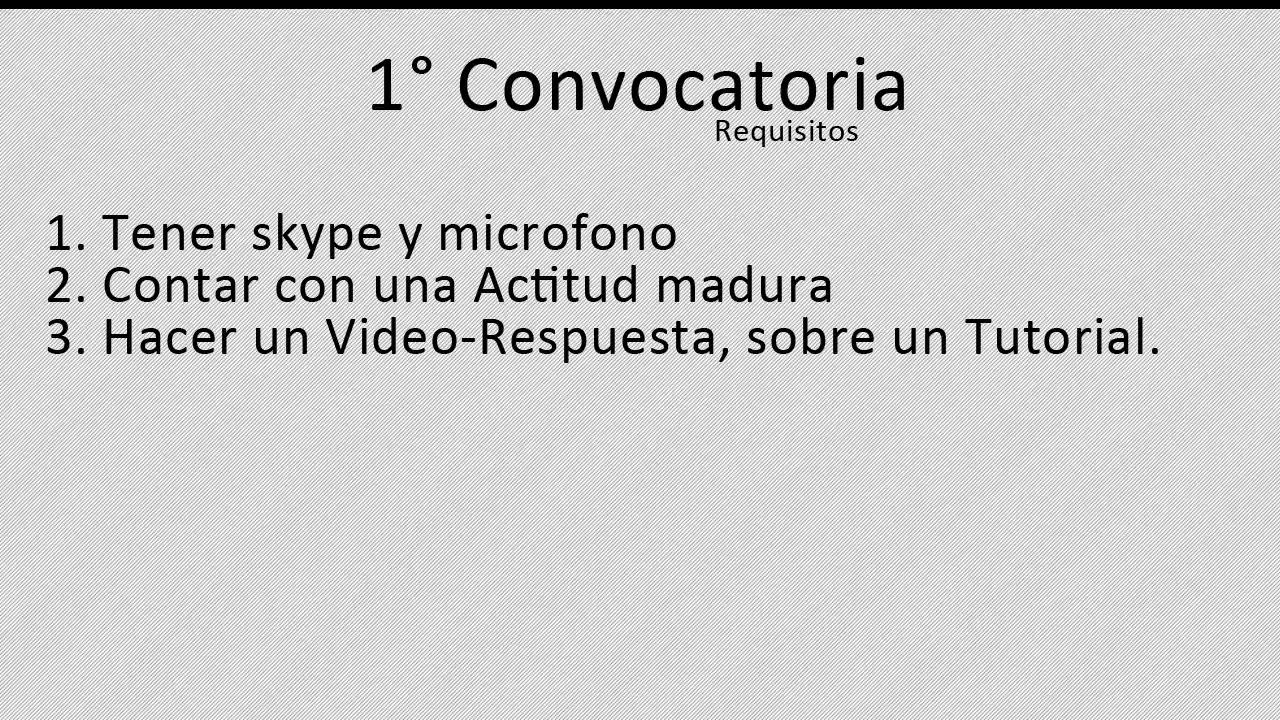 1° Convocatoria
Requisitos
1. Tener skype y microfono
2. Contar con una Actitud madura
3. Hacer un Video-Respuesta, sobre un Tutorial.